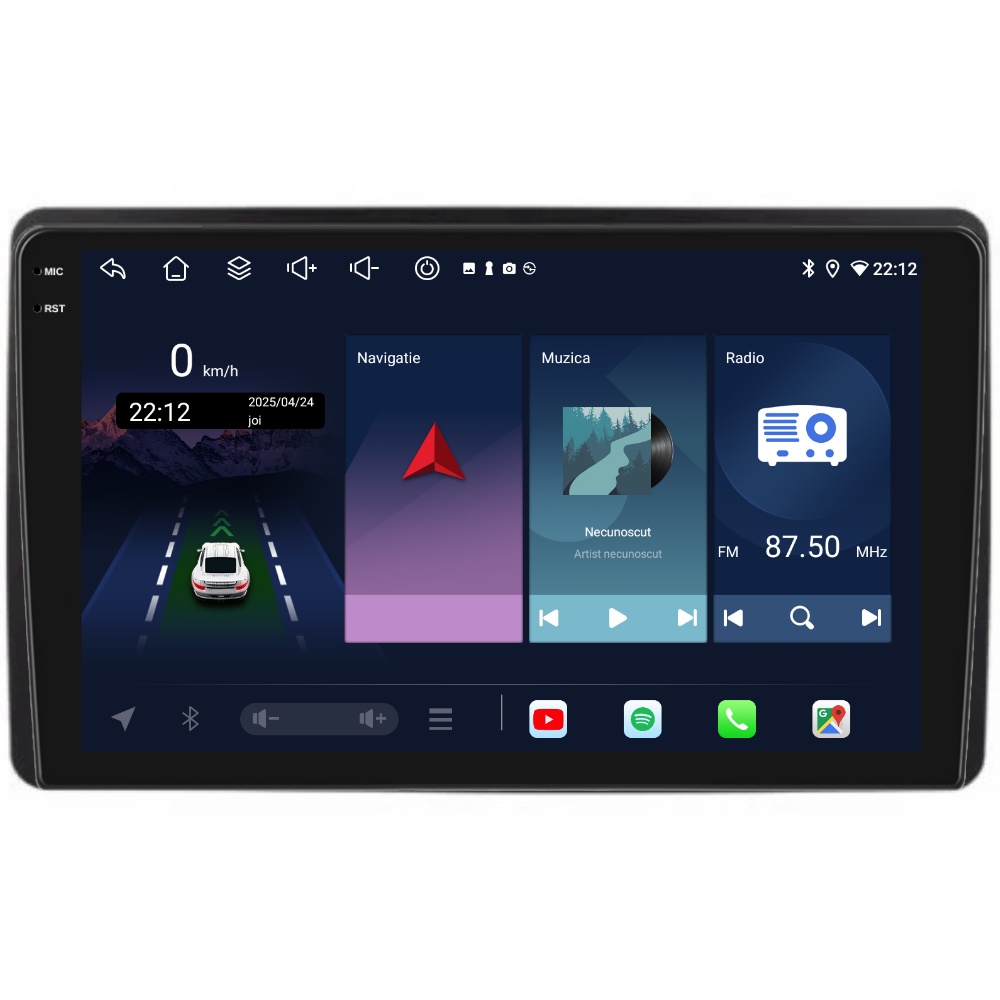 MIC
RST
22:12
0 km/h
22:12
2025/04/24
joi
Navigatie
Muzica
Necunoscut
Artist necunoscut
Radio
FM 87.50 MHz
G